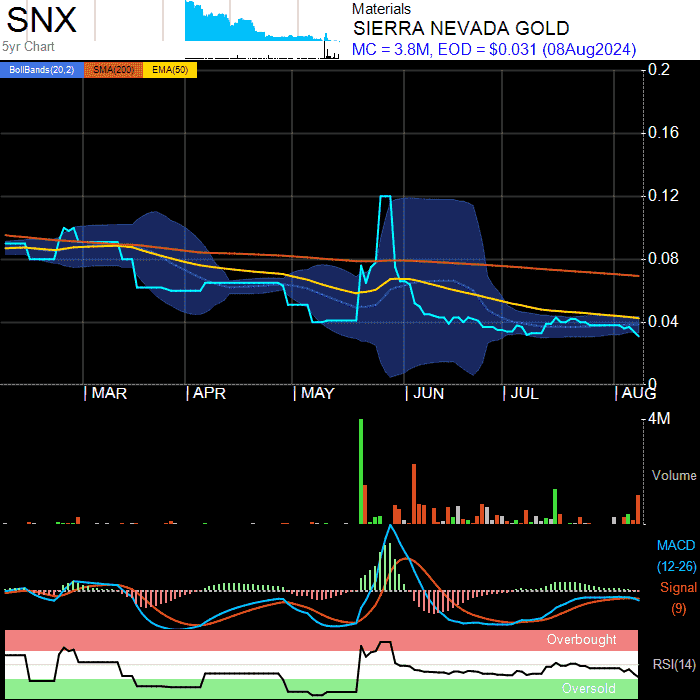 SNX
5yr Chart
Materials
SIERRA NEVADA GOLD
MC = 3.8M, EOD = $0.031 (08Aug2024)
BollBands(20,2) SMA(200) EMA(50)
0.2
0.16
0.12
0.08
0.04
0
| MAR | APR | MAY | JUN | JUL | AUG
4M
Volume
MACD
(12-26)
Signal
(9)
Overbought
RSI(14)
Oversold